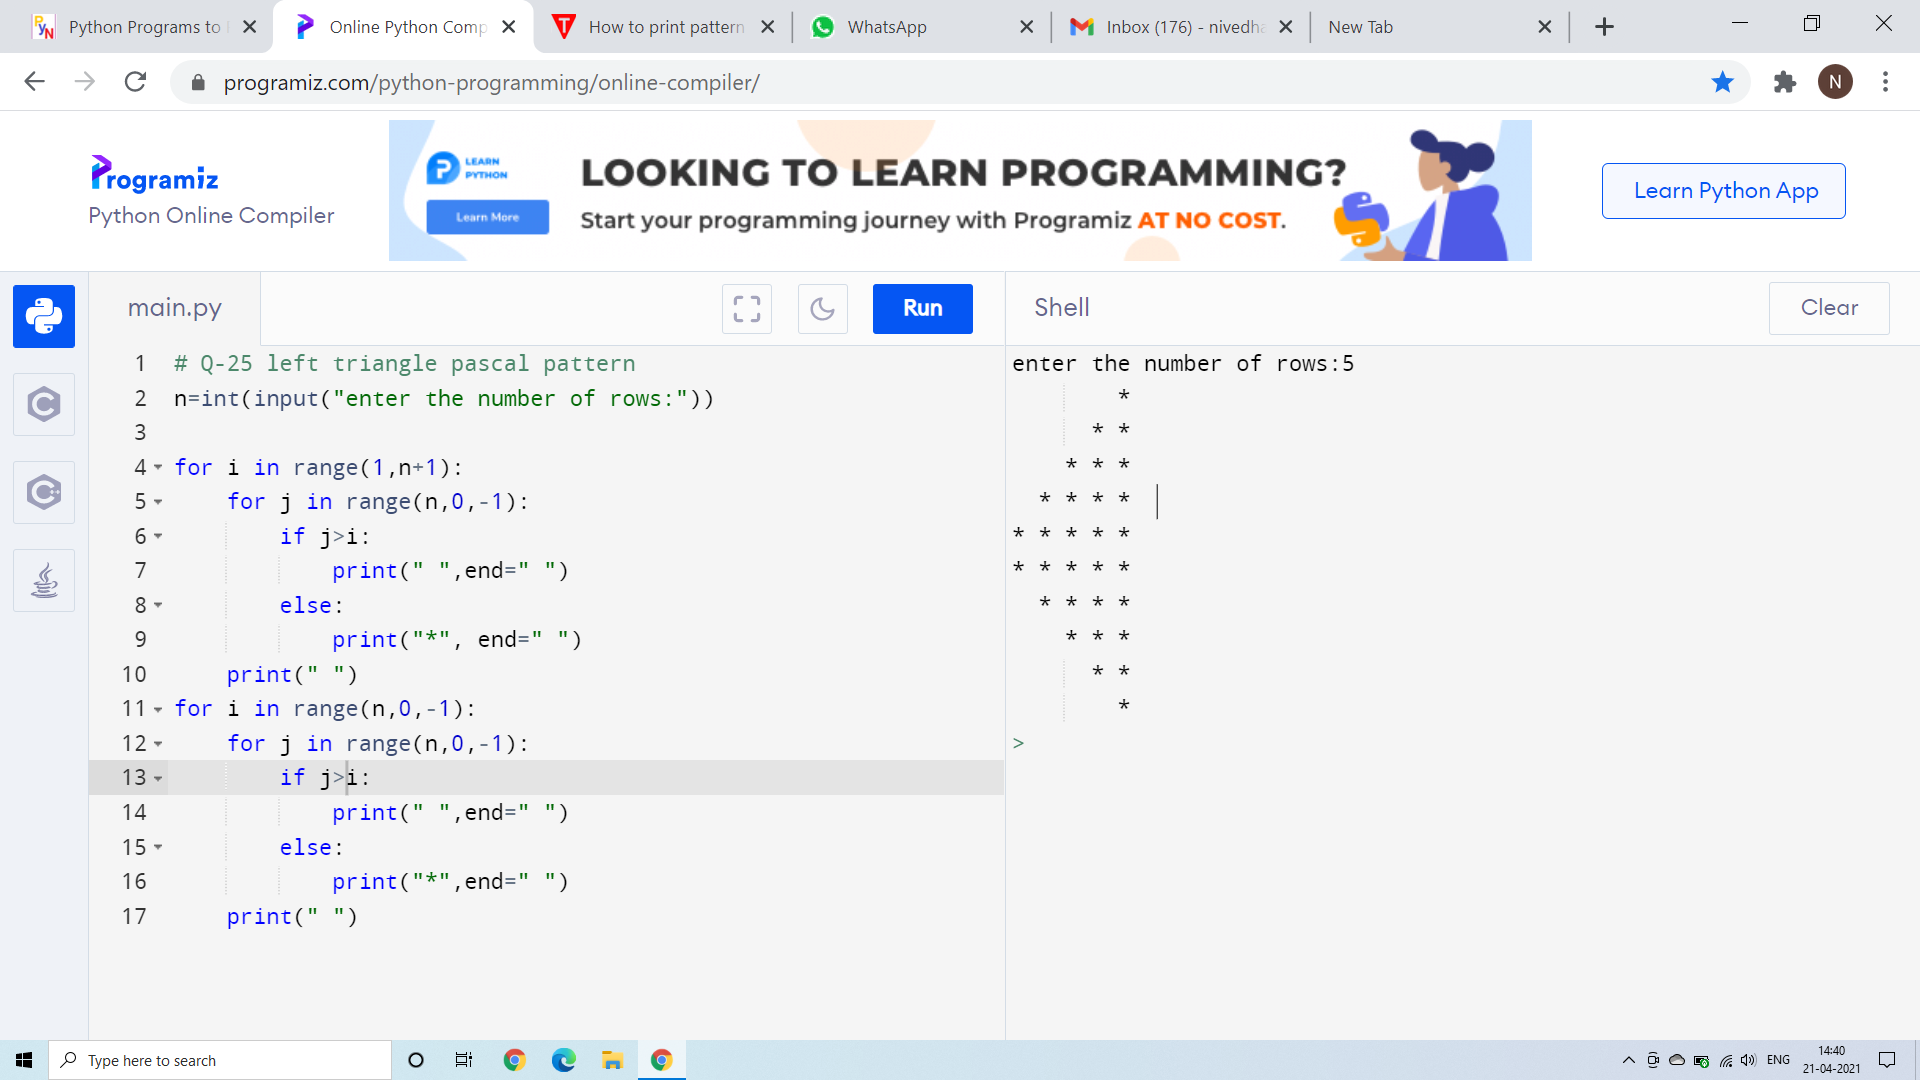 Python Programs to
Online Python Comp
How to print pattern
WhatsApp
Inbox (176) - nivedha
New Tab
programiz.com/python-programming/online-compiler/
N
Programiz
Python Online Compiler
LEARN
PYTHON
Learn More
LOOKING TO LEARN PROGRAMMING?
Start your programming journey with Programiz AT NO COST.
Learn Python App
main.py
Run
Shell
Clear
1 # Q-25 left triangle pascal pattern
2 n=int(input("enter the number of rows:"))
3
4 for i in range(1,n+1):
5     for j in range(n,0,-1):
6         if j>i:
7             print(" ",end=" ")
8         else:
9             print("*", end=" ")
10     print(" ")
11 for i in range(n,0,-1):
12     for j in range(n,0,-1):
13         if j>i:
14             print(" ",end=" ")
15         else:
16             print("*",end=" ")
17     print(" ")
enter the number of rows:5
        *
      * *
    * * *
  * * * *
* * * * *
* * * * *
  * * * *
    * * *
      * *
        *
>
Type here to search
ENG
14:40
21-04-2021